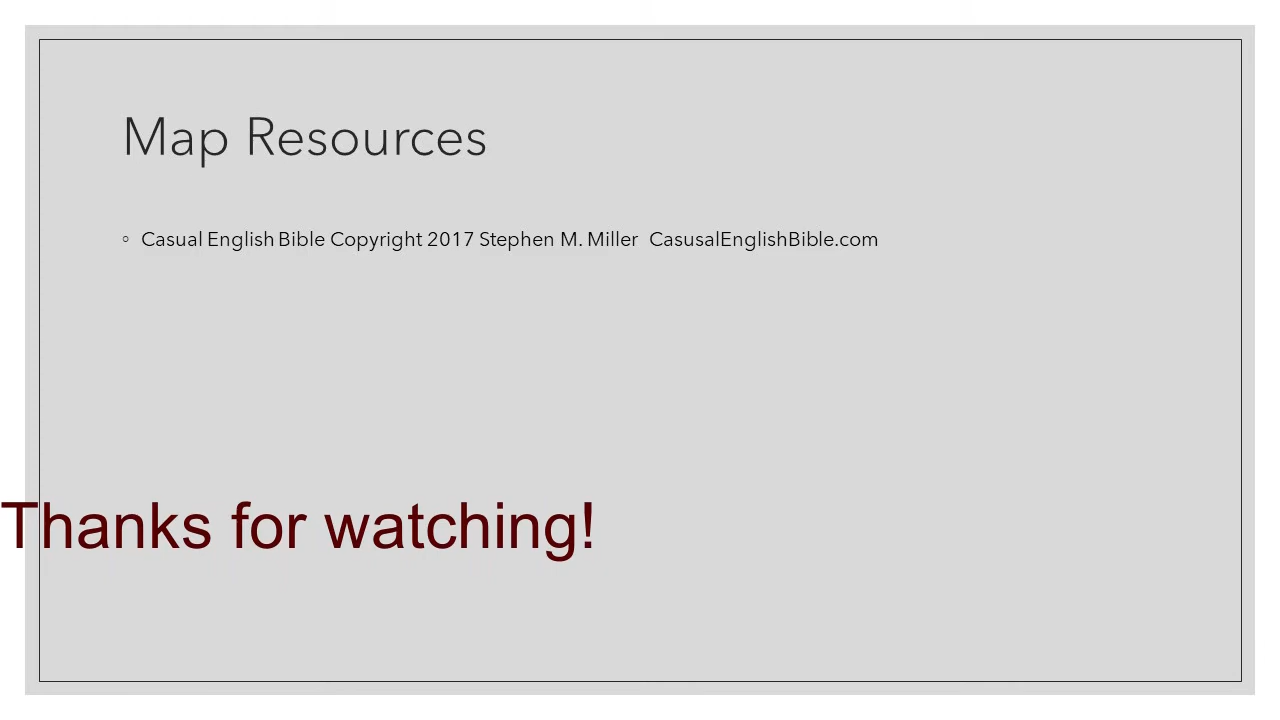 Map Resources
◦ Casual English Bible Copyright 2017 Stephen M. Miller CasusalEnglishBible.com
Thanks for watching!